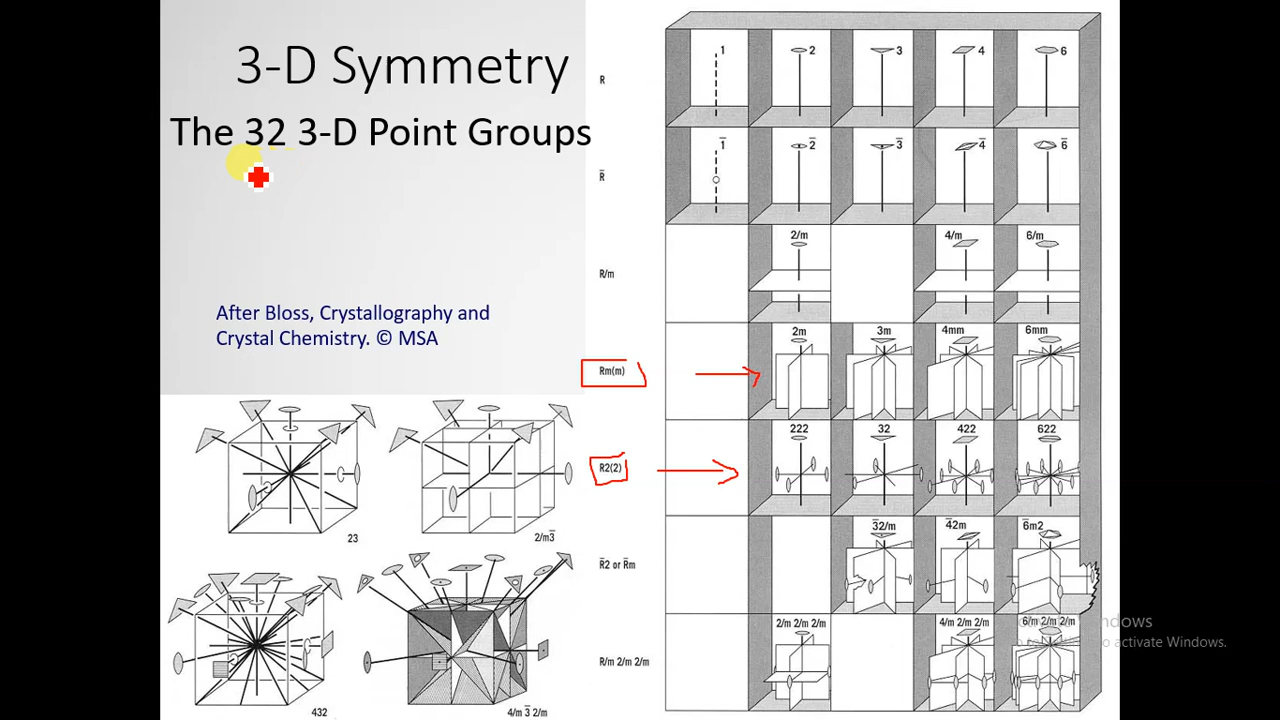 3-D Symmetry
The 32 3-D Point Groups
After Bloss, Crystallography and
Crystal Chemistry. © MSA
R
1 2 3 4 6
R̅
1̅ 2̅ 3̅ 4̅ 6̅
R/m
2/m 4/m 6/m
Rm(m)
2m 3m 4mm 6mm
R2(2)
222 32 422 622
R̅2 or R̅m
3̅2/m 4̅2m 6̅m2
R/m 2/m 2/m
2/m 2/m 2/m 4/m 2/m 2/m 6/m 2/m 2/m
23
2/m3̅
432
4/m 3̅ 2/m
to activate Windows.